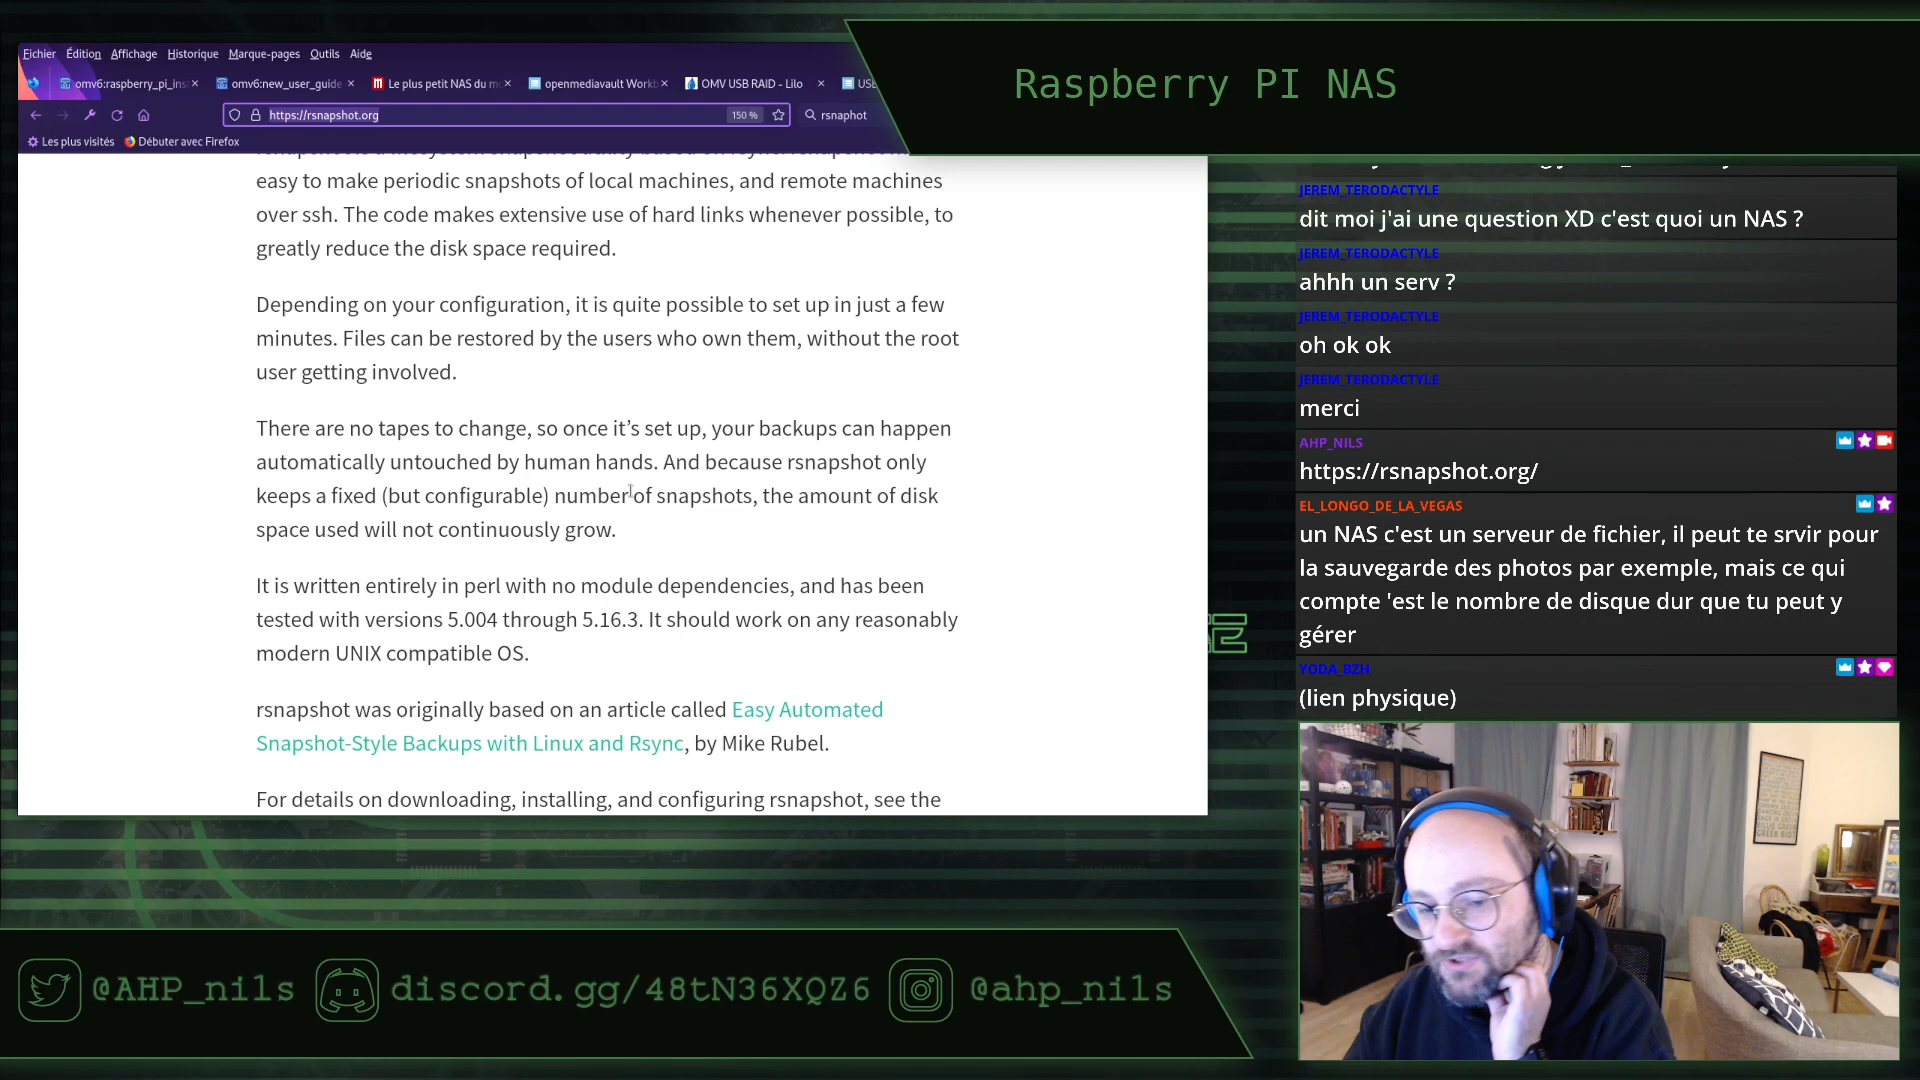 Fichier Édition Affichage Historique Marque-pages Outils Aide
omv6:raspberry_pi_ins
omv6:new_user_guide
Le plus petit NAS du mo
openmediavault Workb
OMV USB RAID - Lilo
https://rsnapshot.org
150 %
rsnaphot
Les plus visités Débuter avec Firefox
Raspberry PI NAS
easy to make periodic snapshots of local machines, and remote machines
over ssh. The code makes extensive use of hard links whenever possible, to
greatly reduce the disk space required.
Depending on your configuration, it is quite possible to set up in just a few
minutes. Files can be restored by the users who own them, without the root
user getting involved.
There are no tapes to change, so once it’s set up, your backups can happen
automatically untouched by human hands. And because rsnapshot only
keeps a fixed (but configurable) number of snapshots, the amount of disk
space used will not continuously grow.
It is written entirely in perl with no module dependencies, and has been
tested with versions 5.004 through 5.16.3. It should work on any reasonably
modern UNIX compatible OS.
rsnapshot was originally based on an article called Easy Automated
Snapshot-Style Backups with Linux and Rsync, by Mike Rubel.
For details on downloading, installing, and configuring rsnapshot, see the
JEREM_TERODACTYLE
dit moi j'ai une question XD c'est quoi un NAS ?
JEREM_TERODACTYLE
ahhh un serv ?
JEREM_TERODACTYLE
oh ok ok
JEREM_TERODACTYLE
merci
AHP_NILS
https://rsnapshot.org/
EL_LONGO_DE_LA_VEGAS
un NAS c'est un serveur de fichier, il peut te srvir pour
la sauvegarde des photos par exemple, mais ce qui
compte 'est le nombre de disque dur que tu peut y
gérer
YODA_BZH
(lien physique)
@AHP_nils
discord.gg/48tN36XQZ6
@ahp_nils